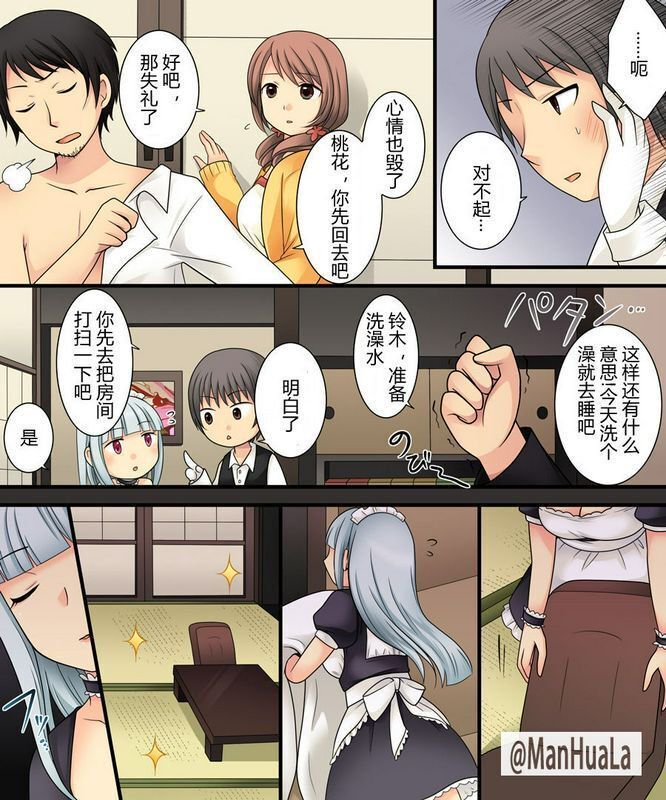 ……呃
对不起…
心情也毁了
桃花，你先回去吧
好吧，
那失礼了
パタン…
这样还有什么
意思!今天洗个
澡就去睡吧
のび〜
铃木，准备
洗澡水
明白了
你先去把房间
打扫一下吧
是
@ManHuaLa